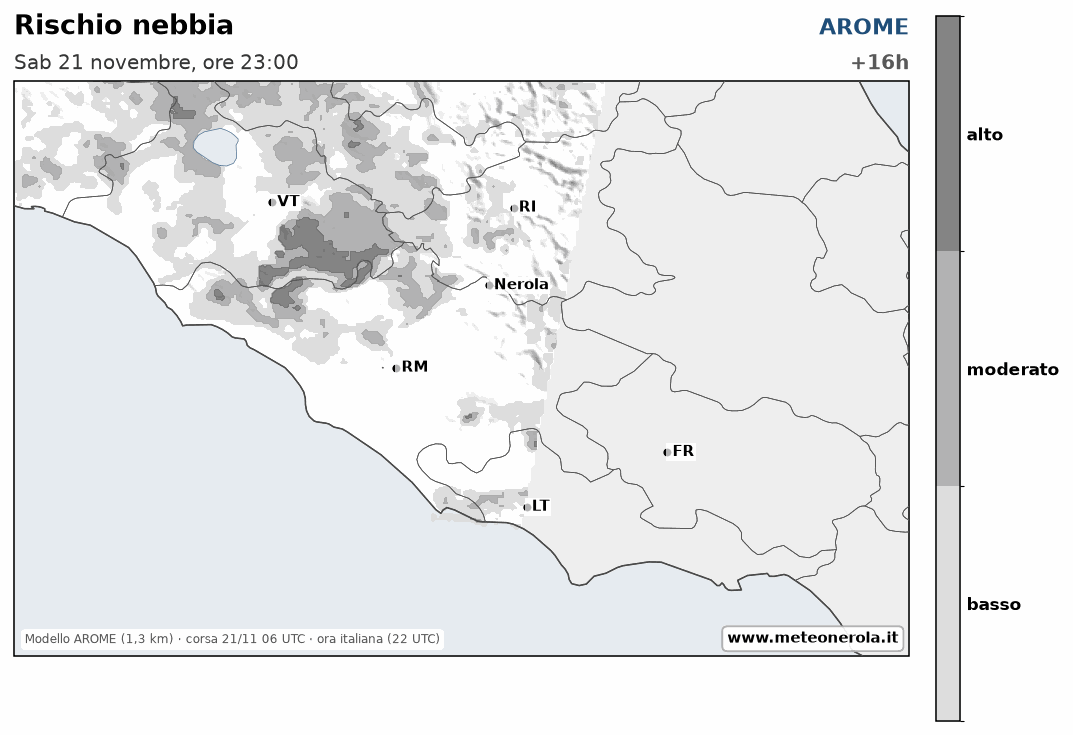 Rischio nebbia
AROME
Sab 21 novembre, ore 23:00
+16h
alto
VT
RI
Nerola
moderato
RM
FR
LT
basso
Modello AROME (1,3 km) · corsa 21/11 06 UTC · ora italiana (22 UTC)
www.meteonerola.it